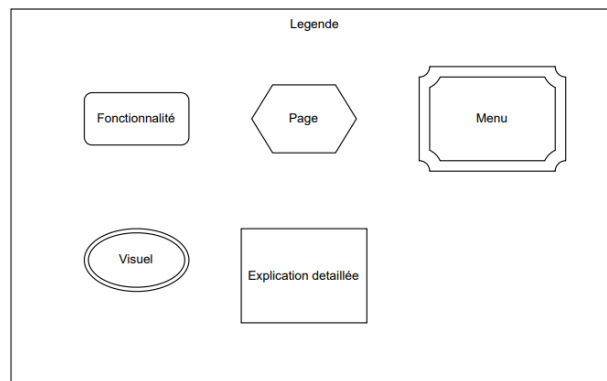 Legende
Fonctionnalité
Page
Menu
Visuel
Explication detaillée